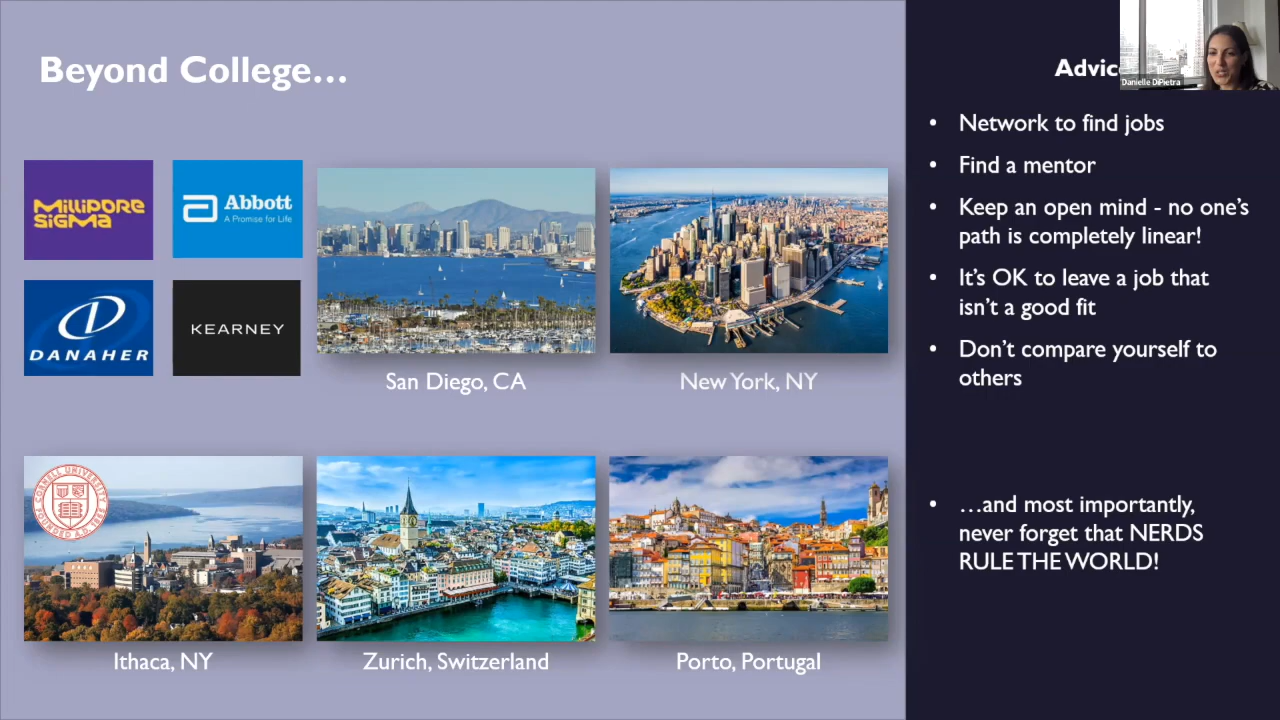 Beyond College…
Advic
Danielle DiPietra
MilliPORE
SiGMa
Abbott
A Promise for Life
DANAHER
KEARNEY
San Diego, CA
New York, NY
CORNELL UNIVERSITY
Ithaca, NY
Zurich, Switzerland
Porto, Portugal
• Network to find jobs
• Find a mentor
• Keep an open mind - no one’s
path is completely linear!
• It’s OK to leave a job that
isn’t a good fit
• Don’t compare yourself to
others
• …and most importantly,
never forget that NERDS
RULE THE WORLD!